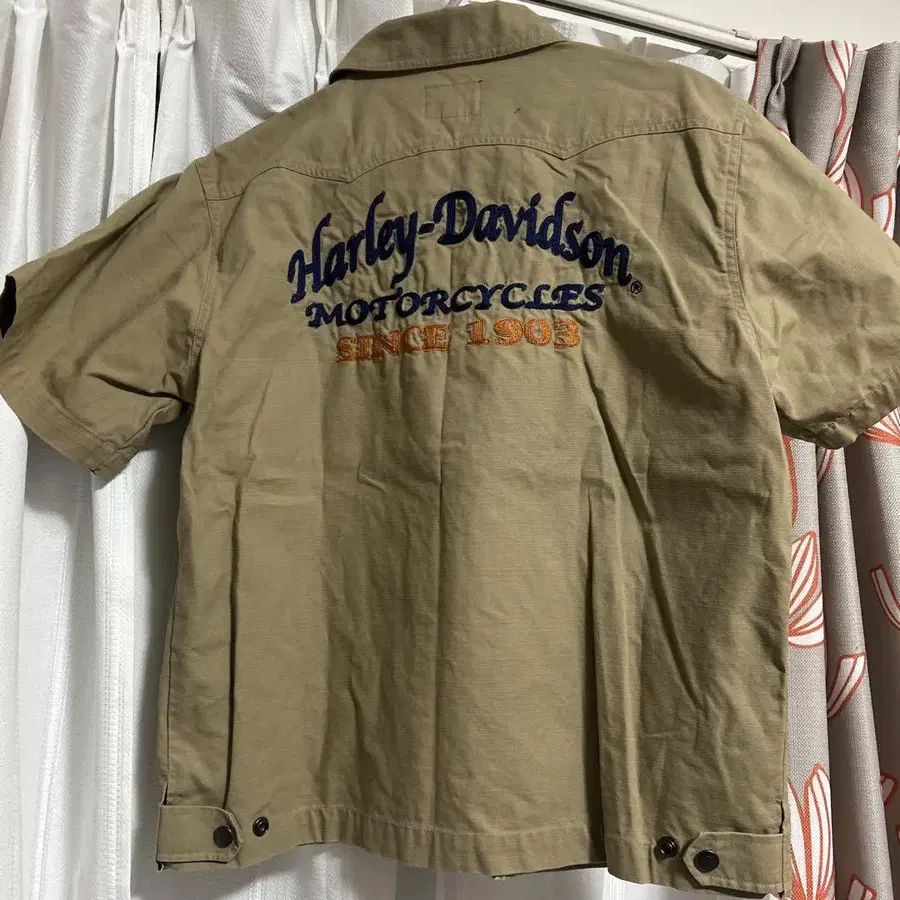 Harley-Davidson
MOTORCYCLES ®
SINCE 1903